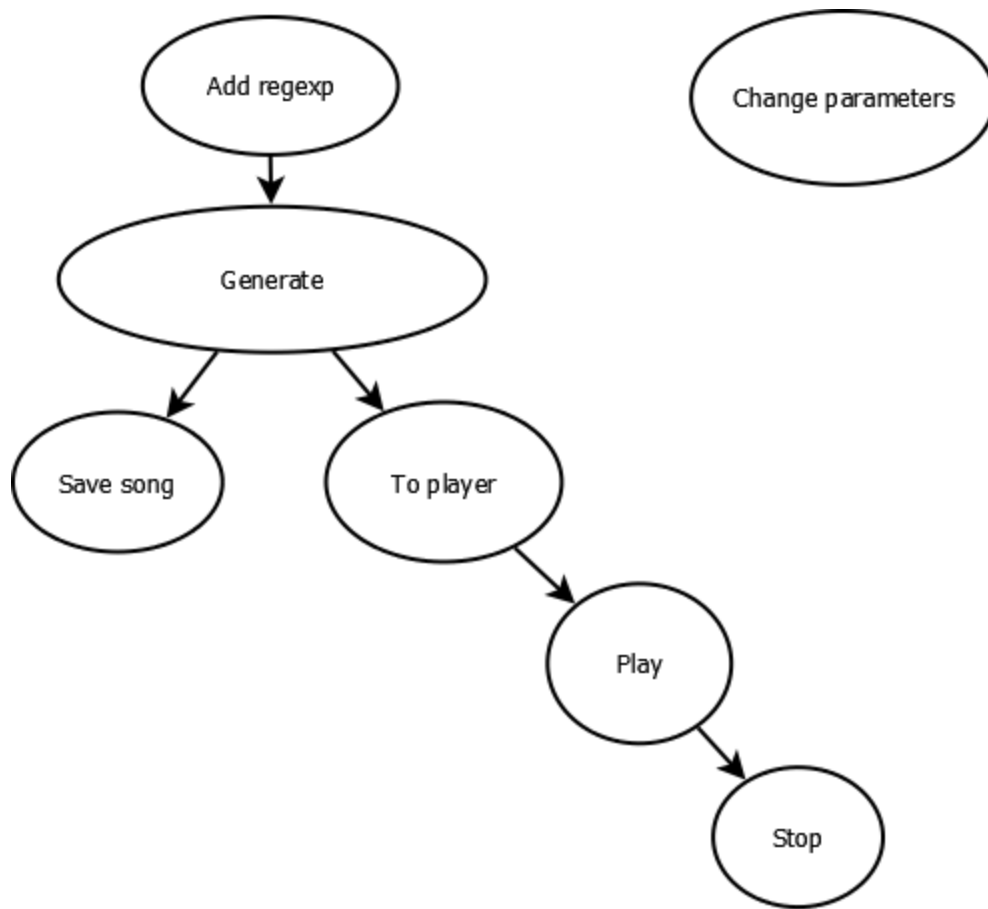 Add regexp
Change parameters
Generate
Save song
To player
Play
Stop